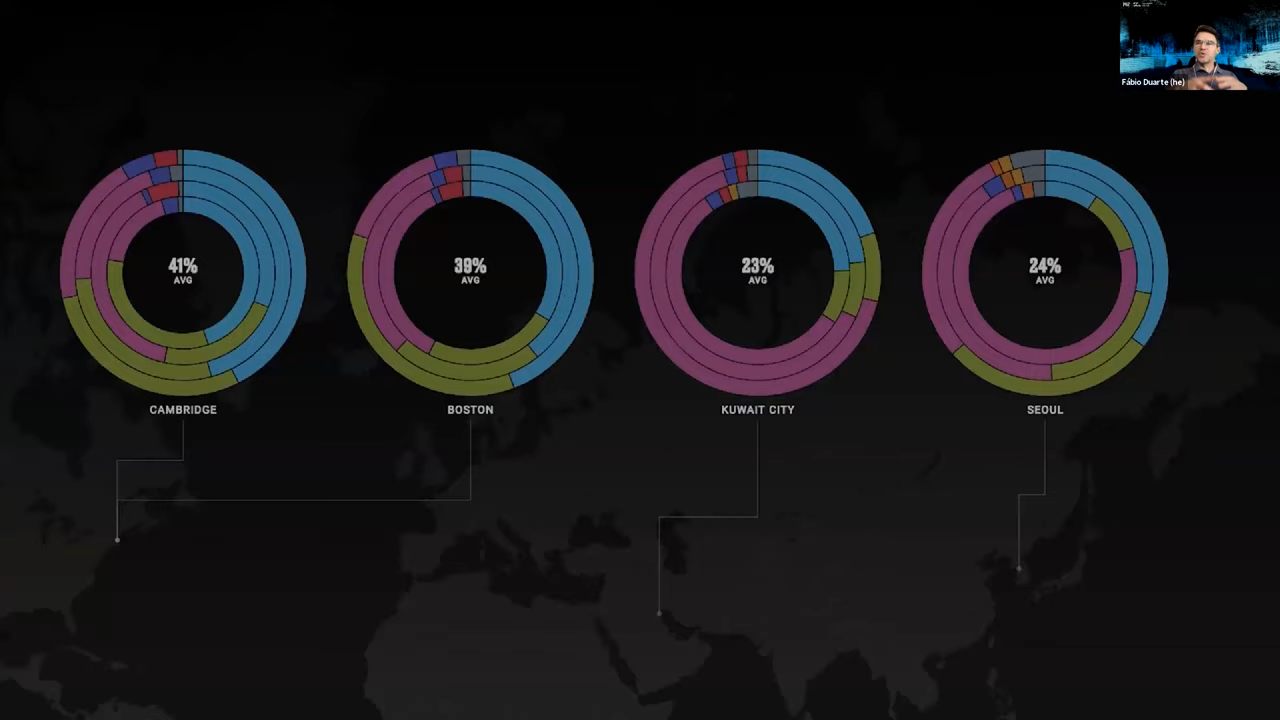 Fábio Duarte (he)
41%
AVG
39%
AVG
23%
AVG
24%
AVG
CAMBRIDGE
BOSTON
KUWAIT CITY
SEOUL